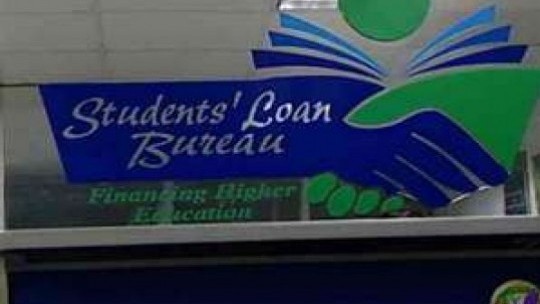 Students' Loan
Bureau
Financing Higher
Education